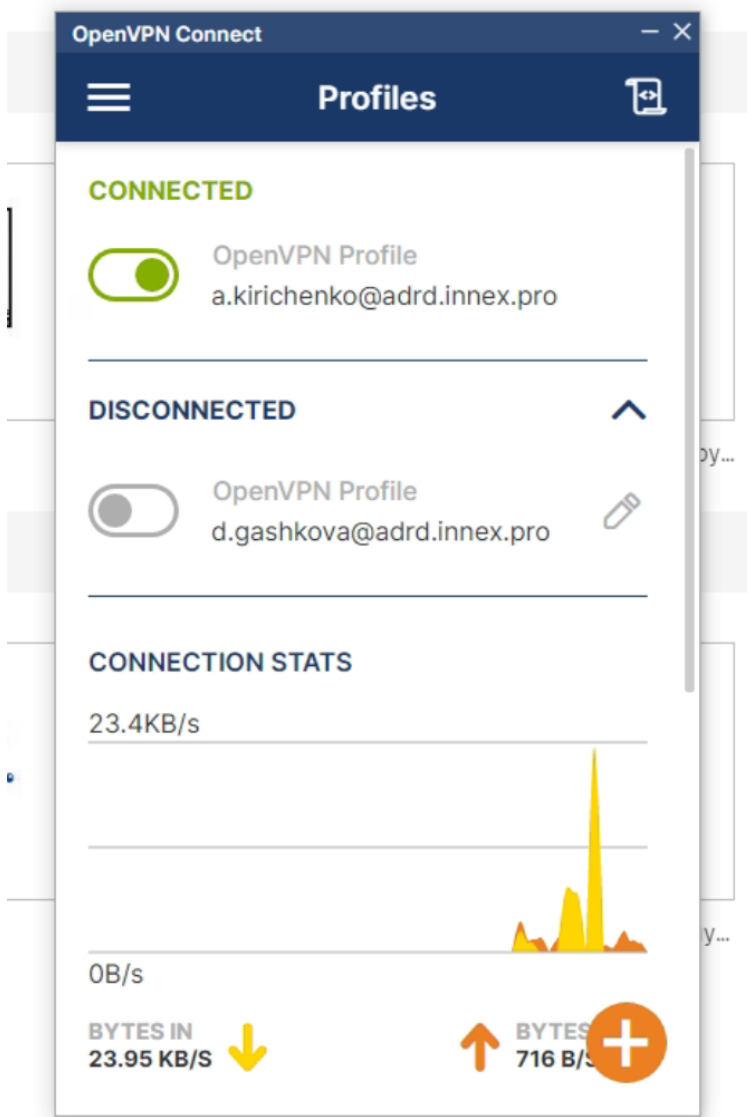 OpenVPN Connect
Profiles
CONNECTED
OpenVPN Profile
a.kirichenko@adrd.innex.pro
DISCONNECTED
OpenVPN Profile
d.gashkova@adrd.innex.pro
CONNECTION STATS
23.4KB/s
0B/s
BYTES IN
23.95 KB/S
BYTES
716 B/S